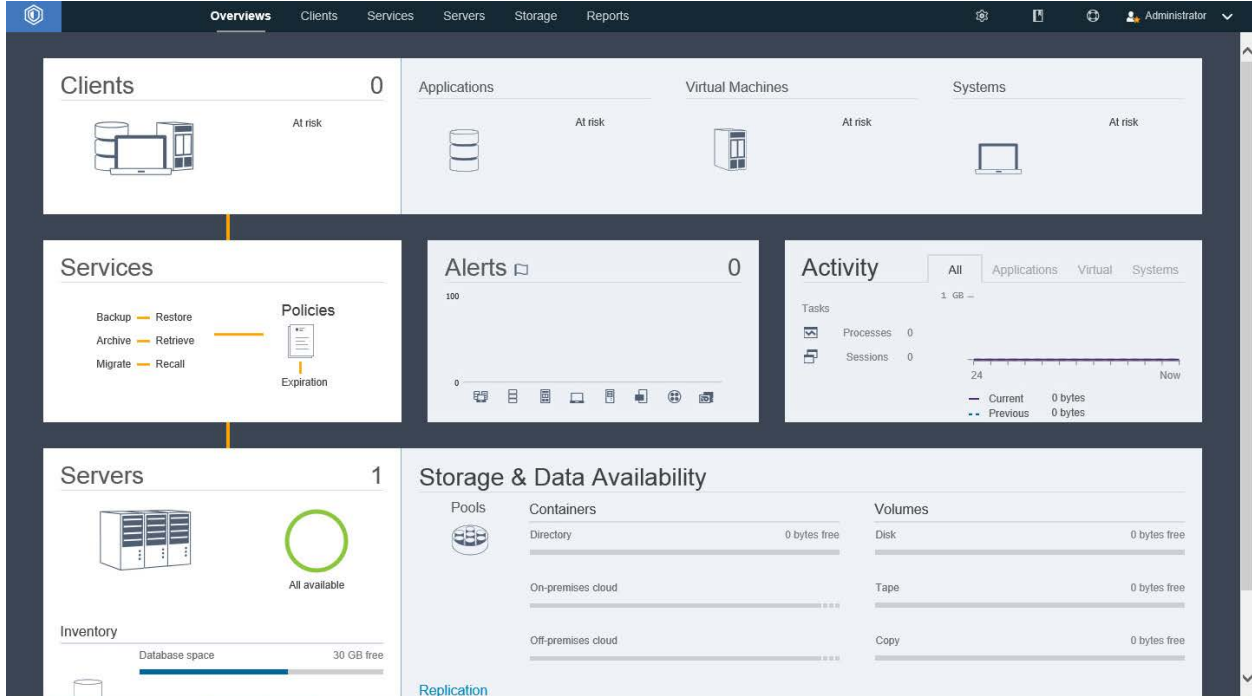 Overviews Clients Services Servers Storage Reports Administrator
Clients 0
At risk
Applications
At risk
Virtual Machines
At risk
Systems
At risk
Services
Backup Restore
Archive Retrieve
Migrate Recall
Policies
Expiration
Alerts 0
100
0
Activity All Applications Virtual Systems
Tasks
Processes 0
Sessions 0
1 GB
24 Now
Current 0 bytes
Previous 0 bytes
Servers 1
All available
Inventory
Database space 30 GB free
Storage & Data Availability
Pools
Containers
Directory 0 bytes free
On-premises cloud
Off-premises cloud
Volumes
Disk 0 bytes free
Tape 0 bytes free
Copy 0 bytes free
Replication